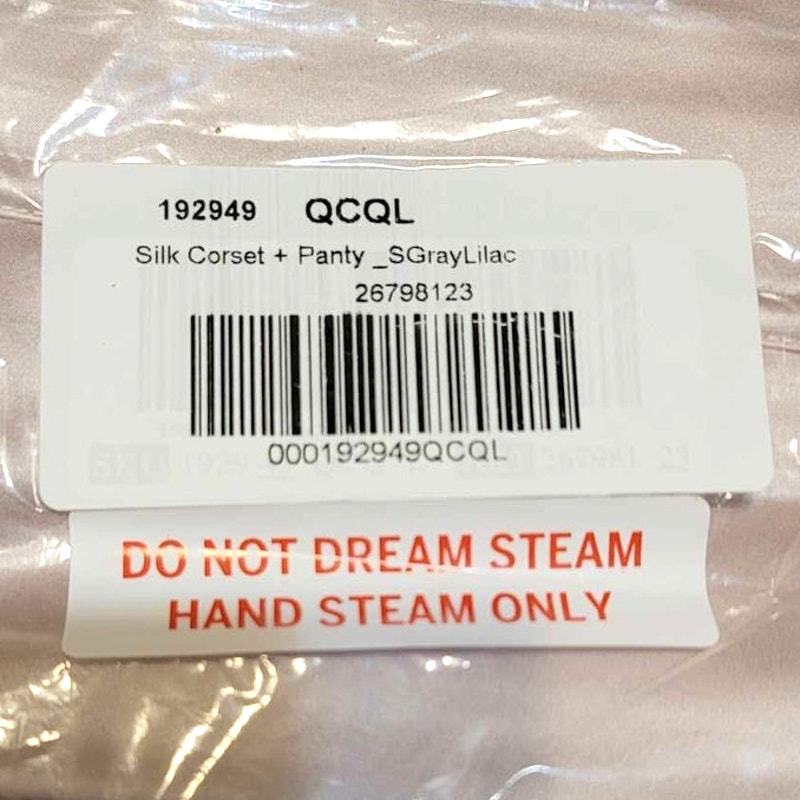 192949 QCQL
Silk Corset + Panty _SGrayLilac
26798123
000192949QCQL
DO NOT DREAM STEAM
HAND STEAM ONLY